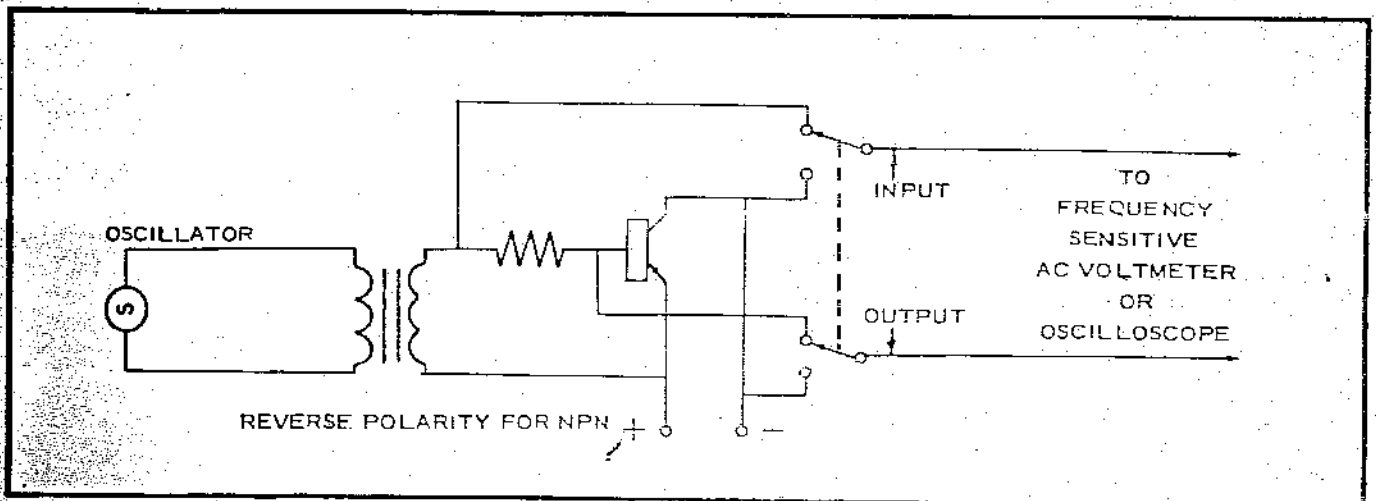 OSCILLATOR
S
INPUT
OUTPUT
TO
FREQUENCY
SENSITIVE
AC VOLTMETER
OR
OSCILLOSCOPE
REVERSE POLARITY FOR NPN + −